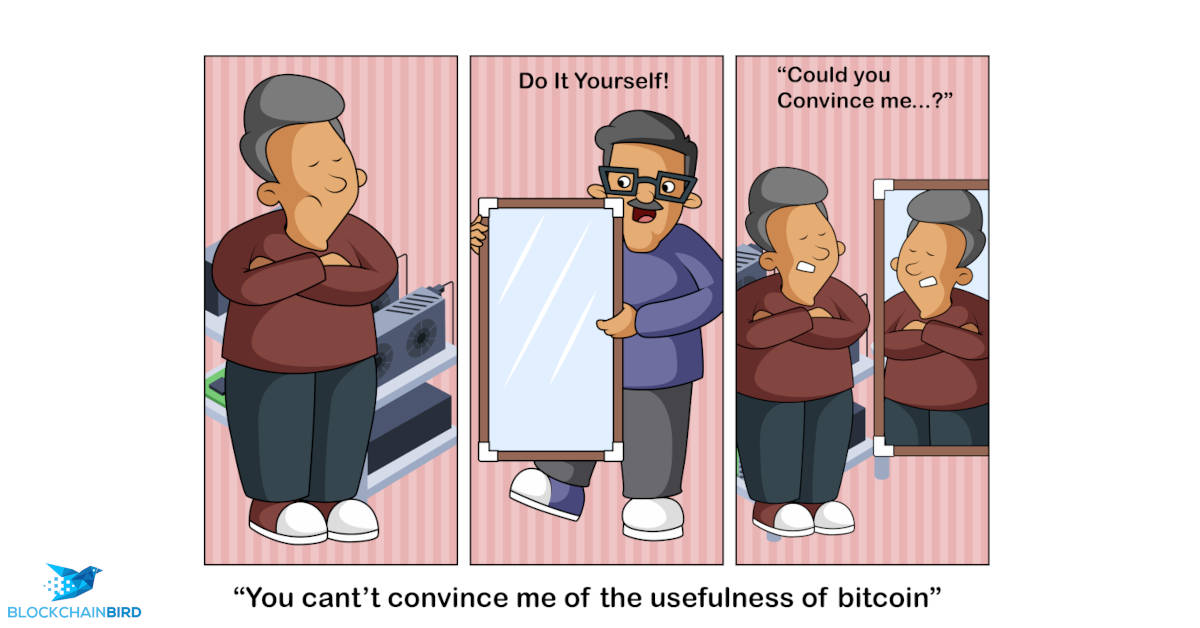 Do It Yourself!
“Could you
Convince me...?”
“You cant’t convince me of the usefulness of bitcoin”
BLOCKCHAINBIRD